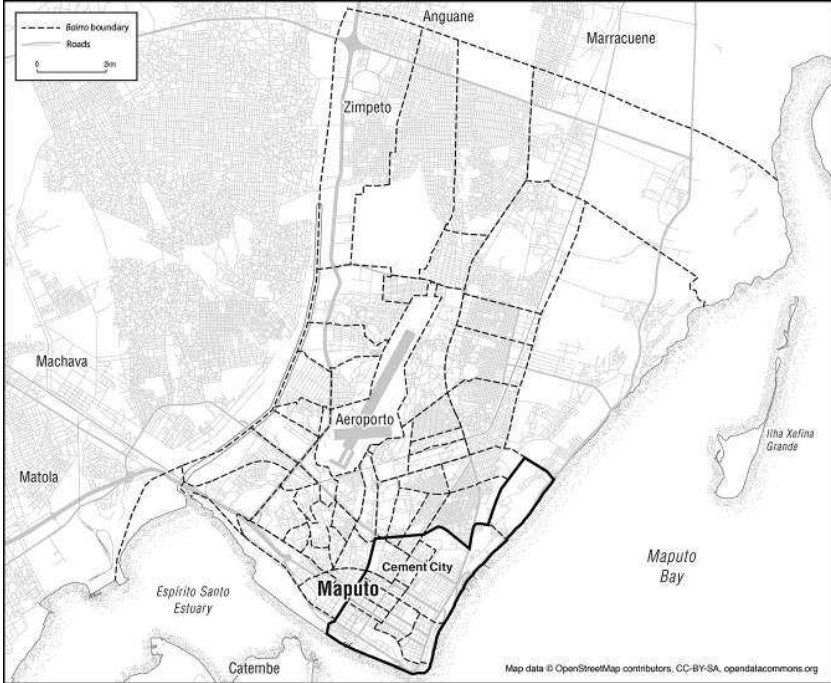 Bairro boundary
Roads
0 2km
Anguane
Marracuene
Zimpeto
Machava
Aeroporto
Ilha Xefina
Grande
Matola
Cement City
Maputo
Bay
Espírito Santo
Estuary
Maputo
Catembe
Map data © OpenStreetMap contributors, CC-BY-SA, opendatacommons.org